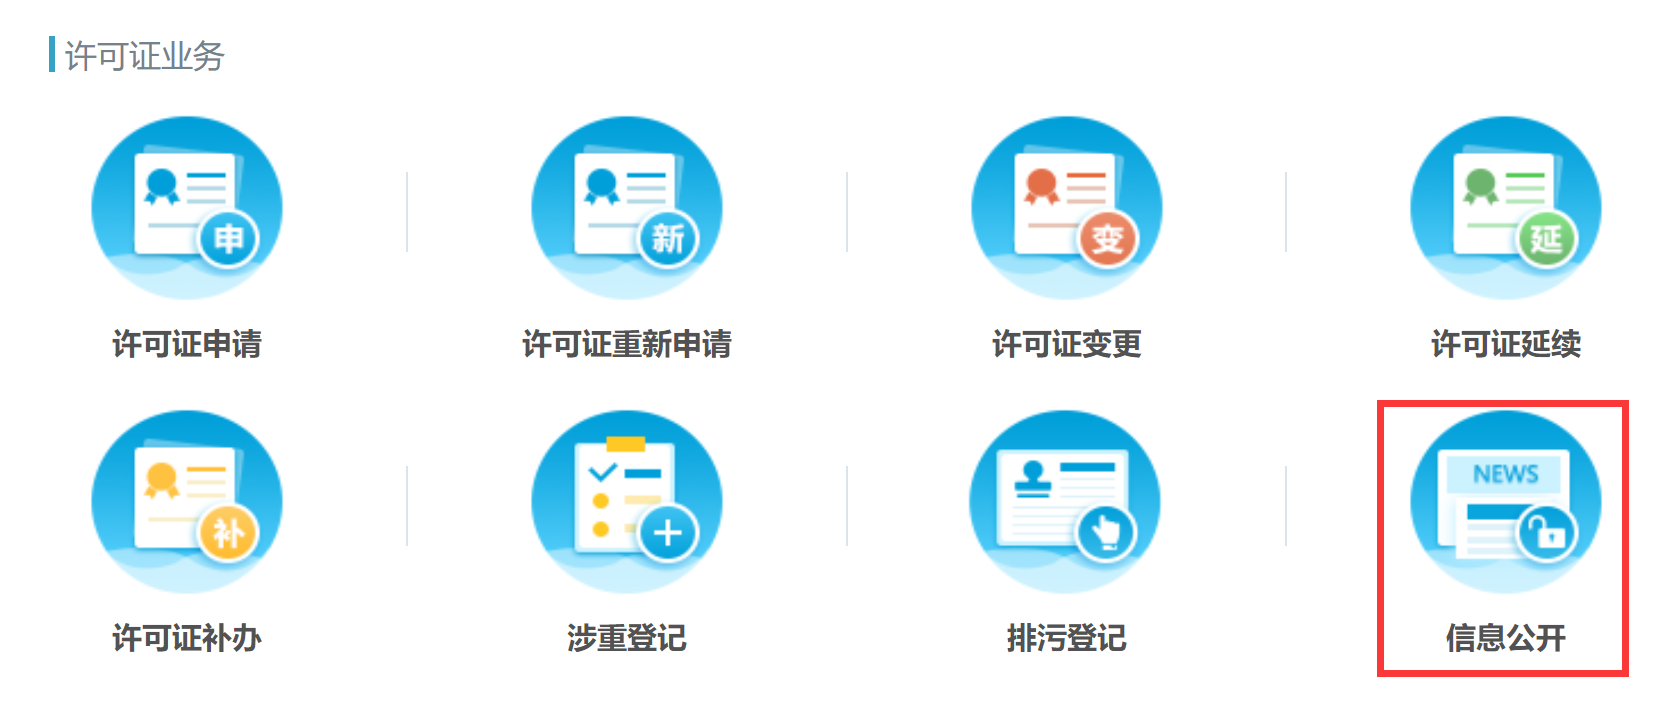 许可证业务
申
新
变
延
许可证申请
许可证重新申请
许可证变更
许可证延续
补
NEWS
许可证补办
涉重登记
排污登记
信息公开